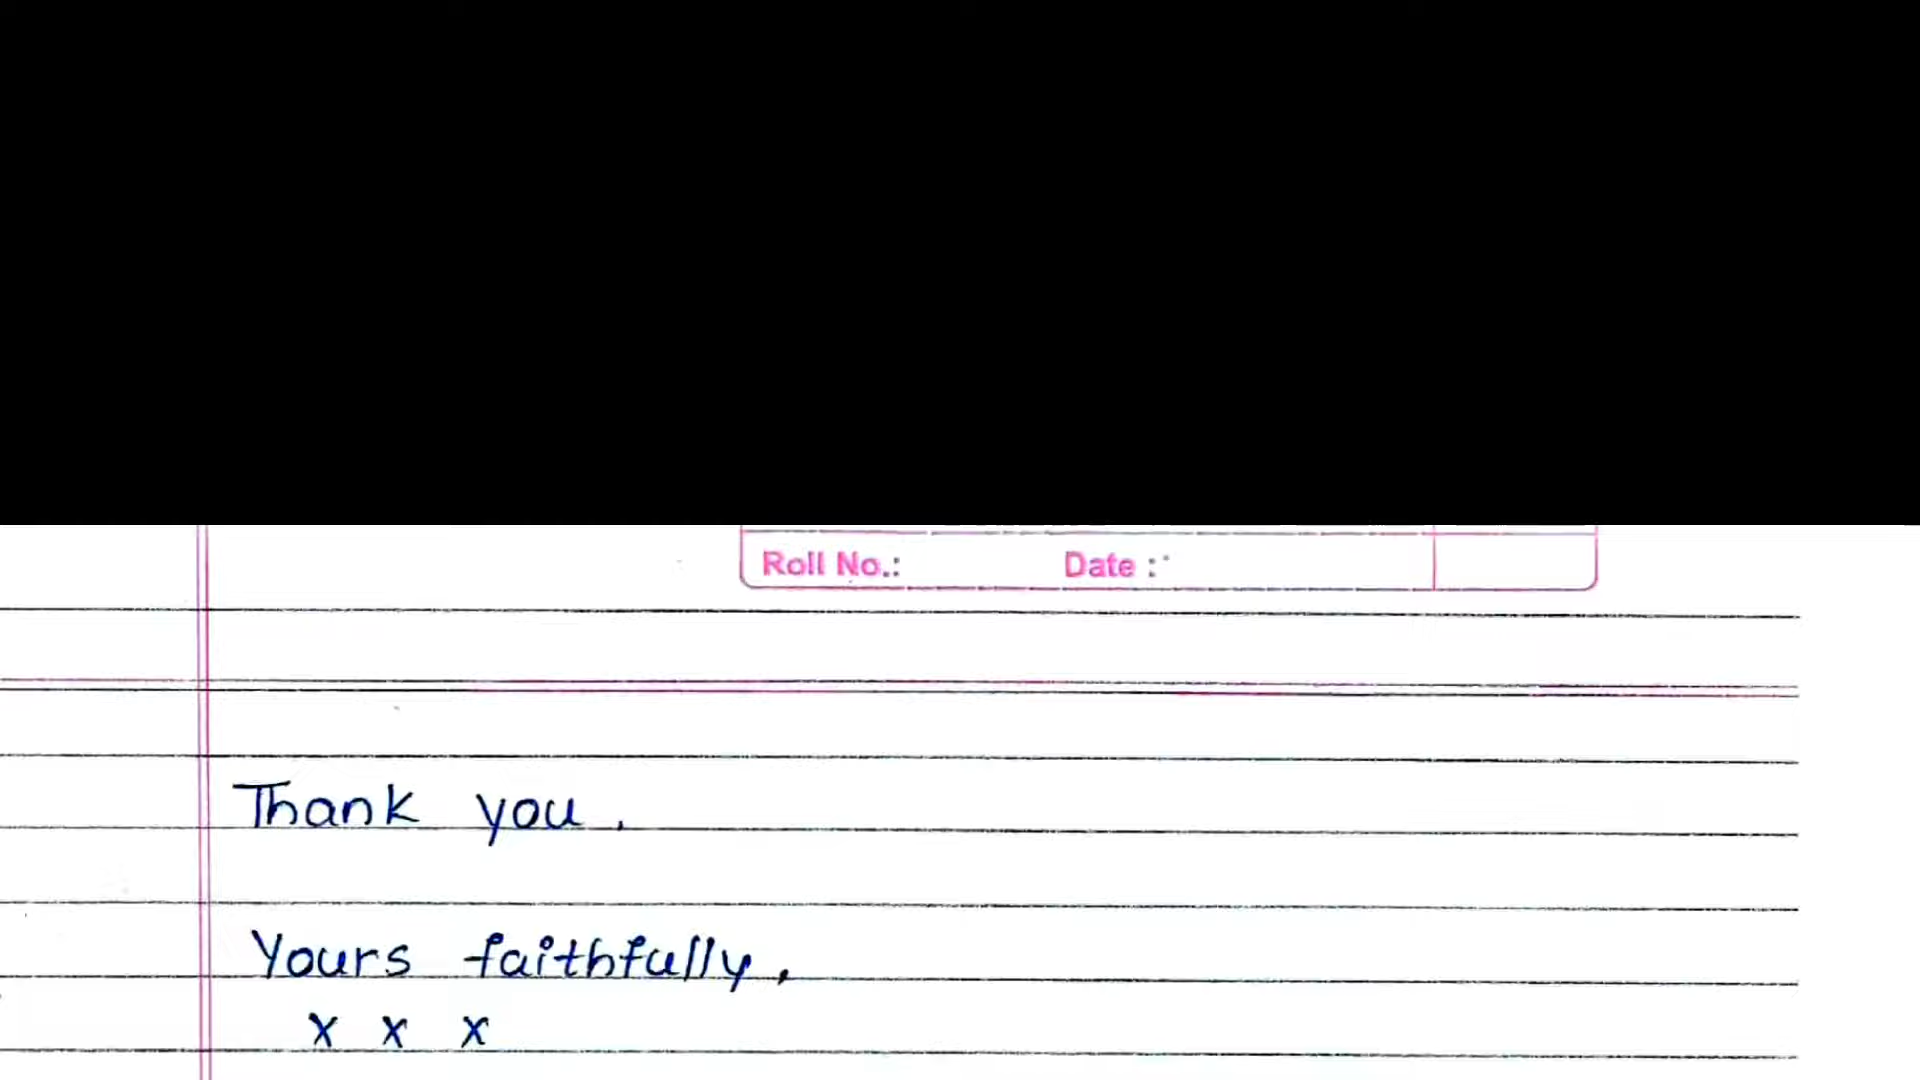 Roll No.: Date :
Thank you.
Yours faithfully,
x x x